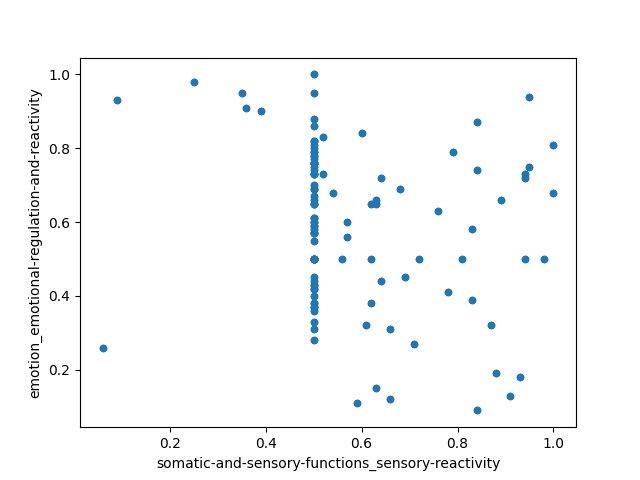 1.0
0.8
0.6
0.4
0.2
emotion_emotional-regulation-and-reactivity
0.2 0.4 0.6 0.8 1.0
somatic-and-sensory-functions_sensory-reactivity